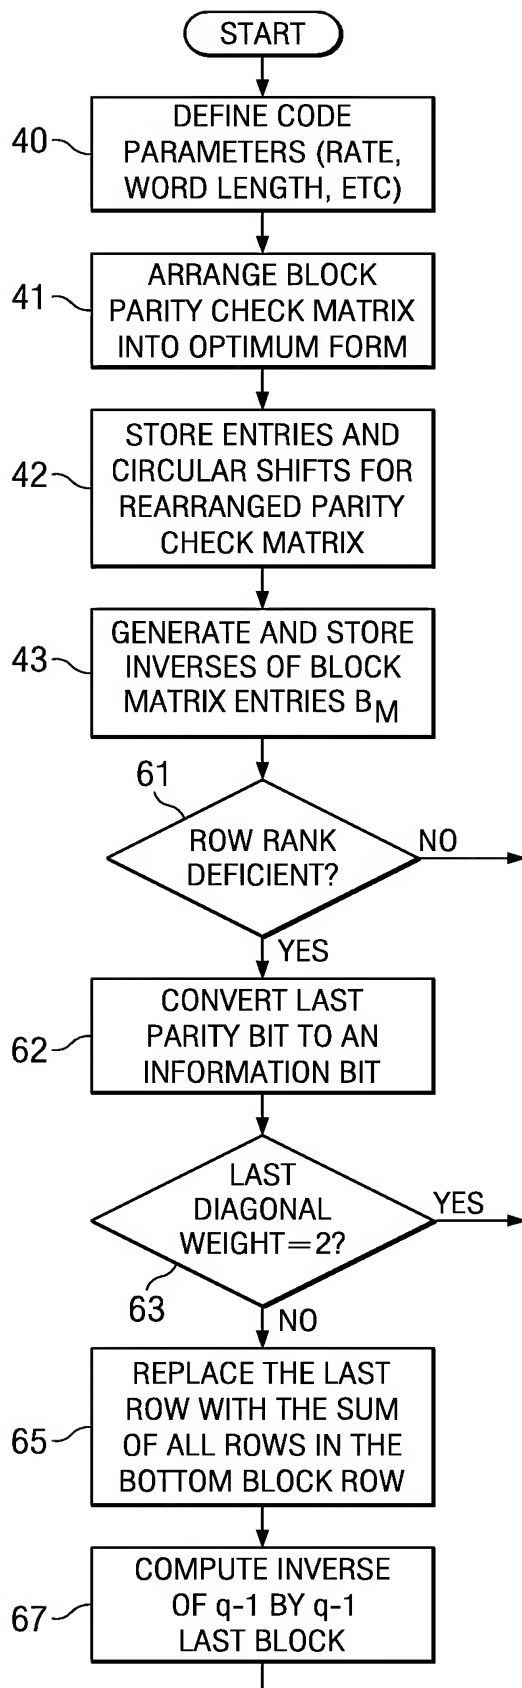 START
40
DEFINE CODE
PARAMETERS (RATE,
WORD LENGTH, ETC)
41
ARRANGE BLOCK
PARITY CHECK MATRIX
INTO OPTIMUM FORM
42
STORE ENTRIES AND
CIRCULAR SHIFTS FOR
REARRANGED PARITY
CHECK MATRIX
43
GENERATE AND STORE
INVERSES OF BLOCK
MATRIX ENTRIES BM
61
ROW RANK
DEFICIENT?
NO
YES
62
CONVERT LAST
PARITY BIT TO AN
INFORMATION BIT
LAST
DIAGONAL
WEIGHT=2?
YES
63
NO
65
REPLACE THE LAST
ROW WITH THE SUM
OF ALL ROWS IN THE
BOTTOM BLOCK ROW
67
COMPUTE INVERSE
OF q-1 BY q-1
LAST BLOCK